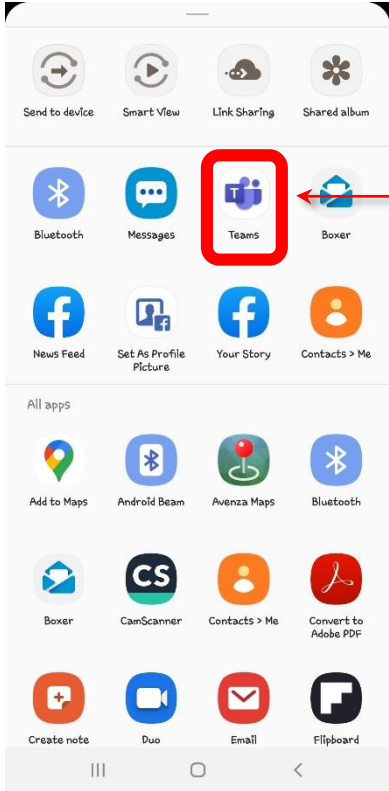 Send to device
Smart View
Link Sharing
Shared album
Bluetooth
Messages
Teams
Boxer
News Feed
Set As Profile
Picture
Your Story
Contacts > Me
All apps
Add to Maps
Android Beam
Avenza Maps
Bluetooth
Boxer
CS
CamScanner
Contacts > Me
Convert to
Adobe PDF
Create note
Duo
Email
Flipboard